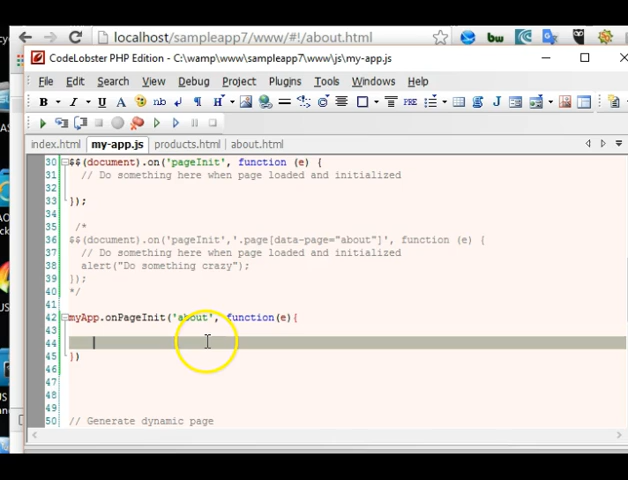 localhost/sampleapp7/www/#!/about.html
CodeLobster PHP Edition - C:\wamp\www\sampleapp7\www\js\my-app.js
File Edit Search View Debug Project Plugins Tools Windows Help
index.html my-app.js products.html about.html
30 $$(document).on('pageInit', function (e) {
31 // Do something here when page loaded and initialized
32
33 });
34
35 /*
36 $$(document).on('pageInit','.page[data-page="about"]', function (e) {
37 // Do something here when page loaded and initialized
38 alert("Do something crazy");
39 });
40 */
41
42 myApp.onPageInit('about', function(e){
43
44
45 })
46
47
48
49
50 // Generate dynamic page